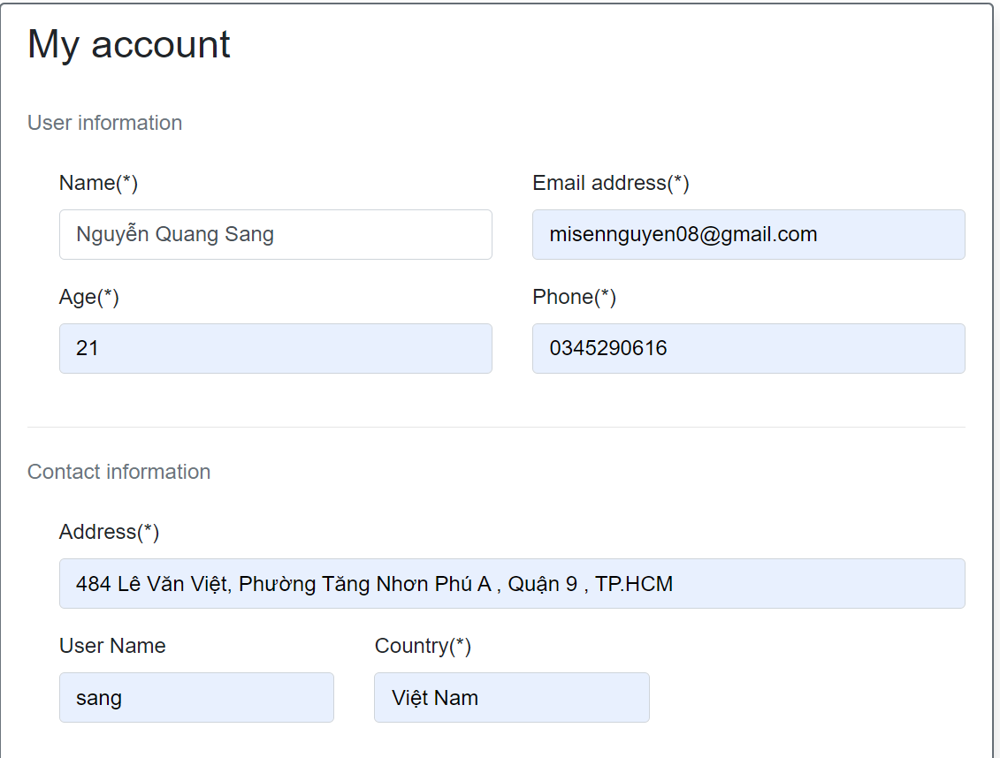 My account
User information
Name(*) Email address(*)
Nguyễn Quang Sang misennguyen08@gmail.com
Age(*) Phone(*)
21 0345290616
Contact information
Address(*)
484 Lê Văn Việt, Phường Tăng Nhơn Phú A , Quận 9 , TP.HCM
User Name Country(*)
sang Việt Nam